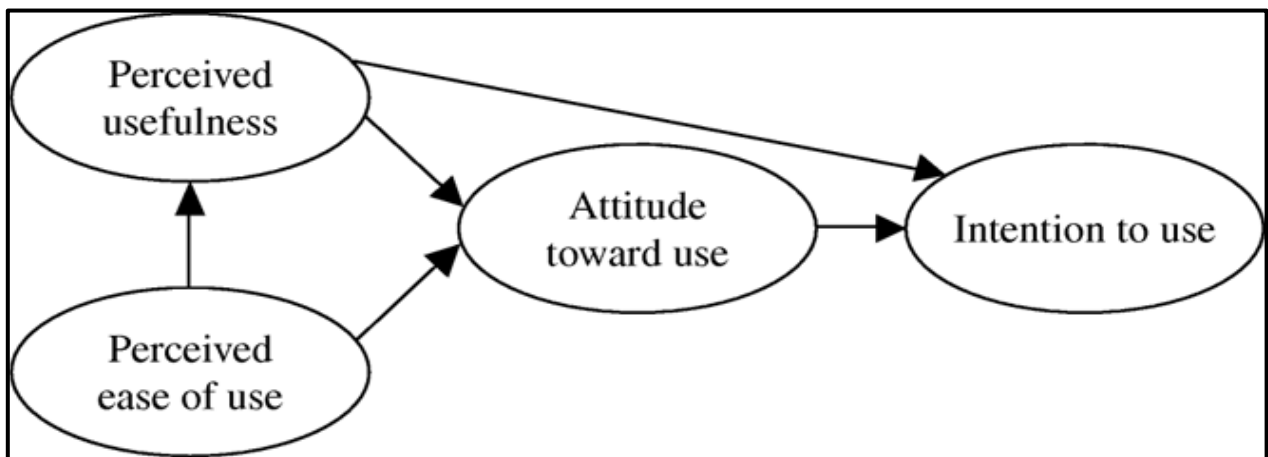 Perceived
usefulness
Attitude
toward use
Intention to use
Perceived
ease of use